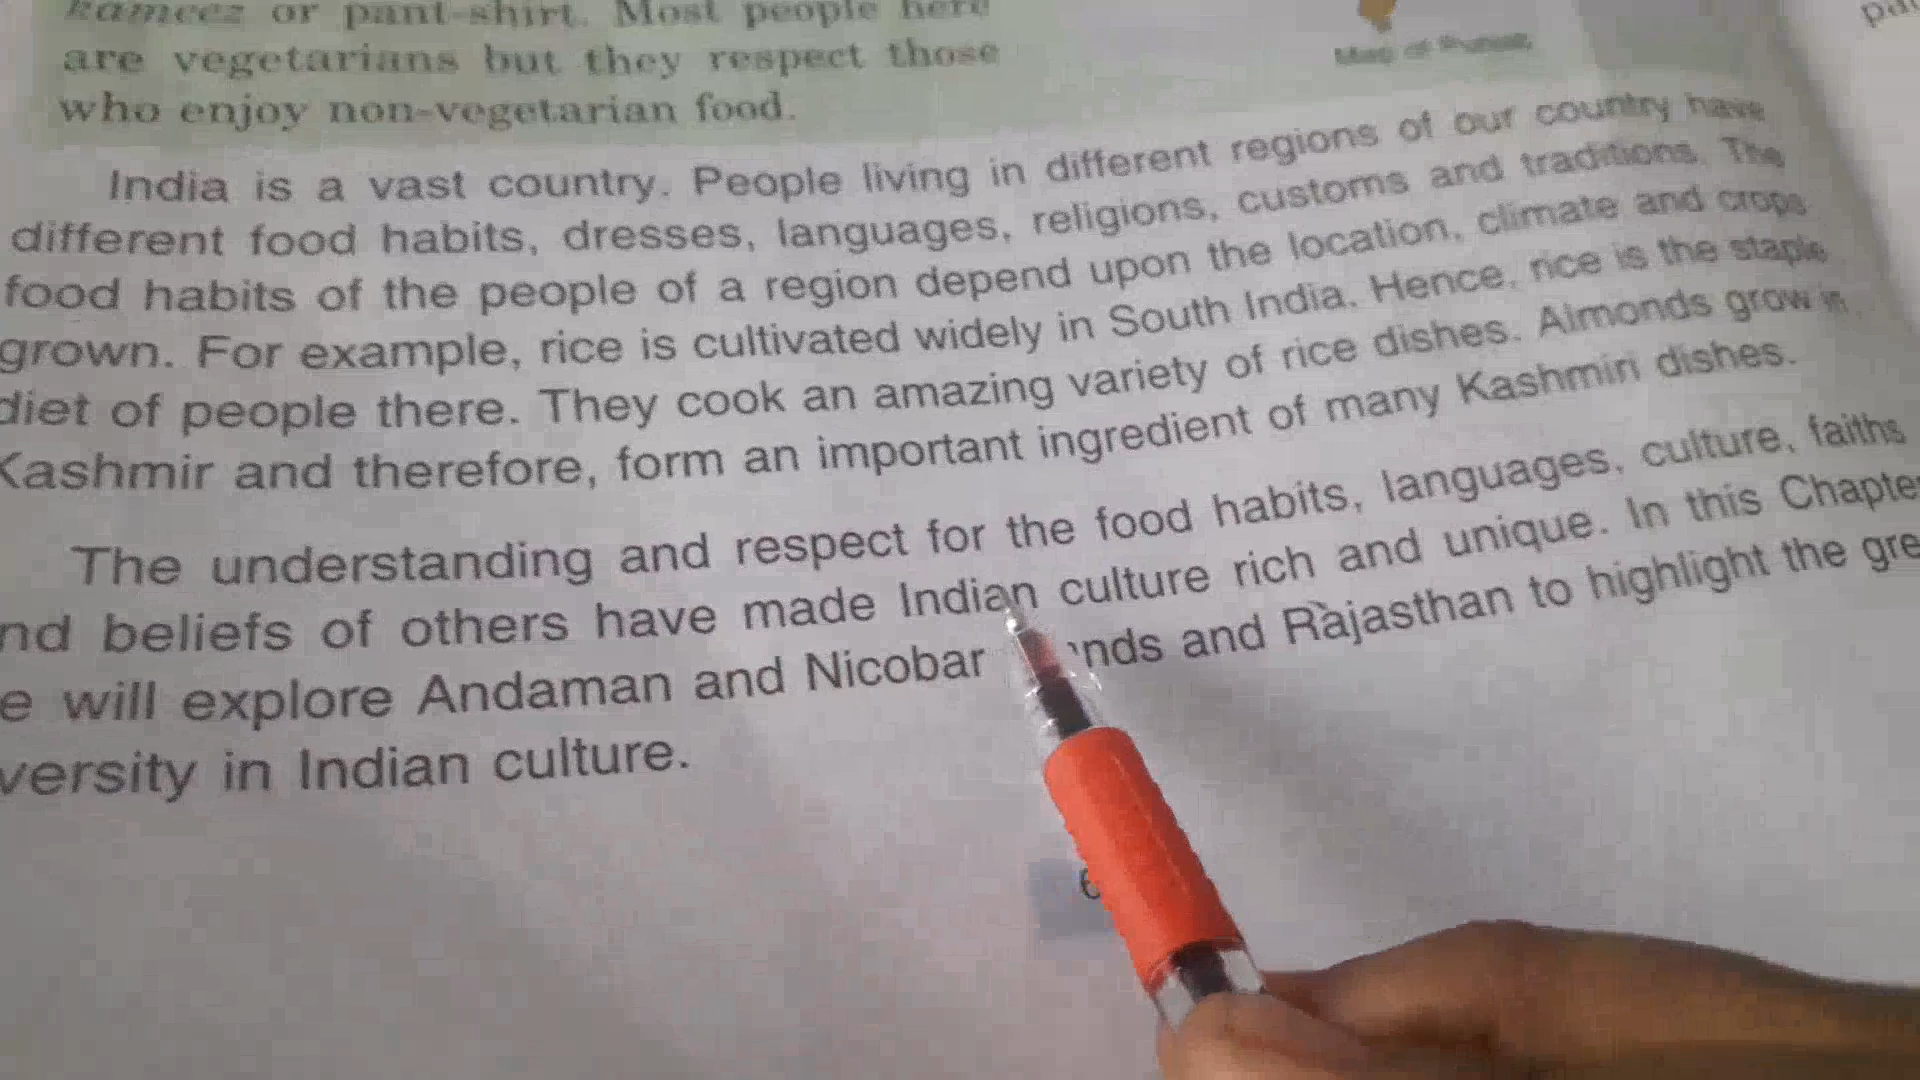 kameez or pant-shirt. Most people here
are vegetarians but they respect those
who enjoy non-vegetarian food.
Map of Punjab
India is a vast country. People living in different regions of our country have
different food habits, dresses, languages, religions, customs and traditions. The
food habits of the people of a region depend upon the location, climate and crops
grown. For example, rice is cultivated widely in South India. Hence, rice is the staple
diet of people there. They cook an amazing variety of rice dishes. Almonds grow in
Kashmir and therefore, form an important ingredient of many Kashmiri dishes.
The understanding and respect for the food habits, languages, culture, faiths
nd beliefs of others have made Indian culture rich and unique. In this Chapter
e will explore Andaman and Nicobar nds and Rajasthan to highlight the gre
versity in Indian culture.